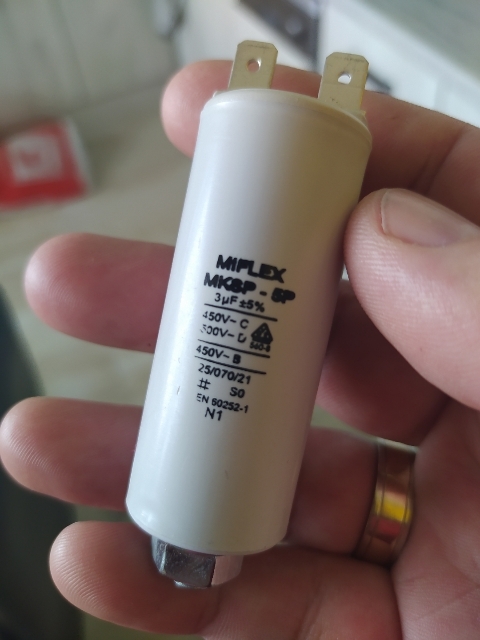 MIFLEX
MKSP - 5P
3µF ±5%
450V~ C
500V~ D
450V~ B
25/070/21
# S0
EN 60252-1
N1